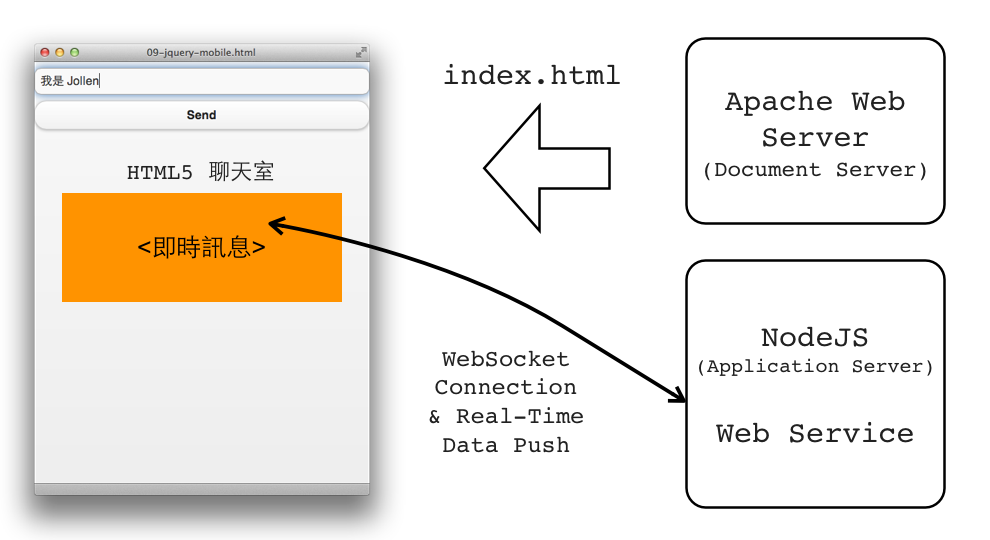 09-jquery-mobile.html
我是 Jollen
Send
HTML5 聊天室
<即時訊息>
index.html
Apache Web
Server
(Document Server)
WebSocket
Connection
& Real-Time
Data Push
NodeJS
(Application Server)
Web Service